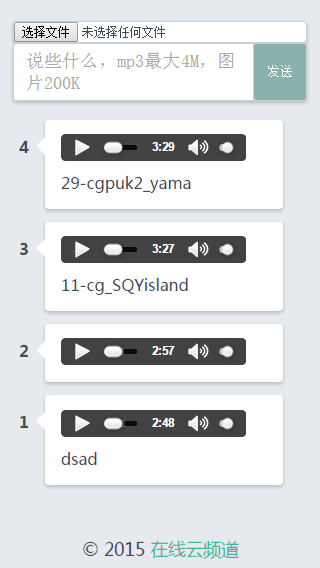 选择文件 未选择任何文件
说些什么，mp3最大4M，图
片200K
发送
4
3:29
29-cgpuk2_yama
3
3:27
11-cg_SQYisland
2
2:57
1
2:48
dsad
© 2015 在线云频道